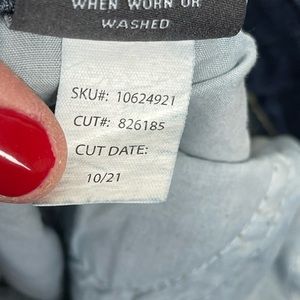 WHEN WORN OR
WASHED
SKU#: 10624921
CUT#: 826185
CUT DATE:
10/21